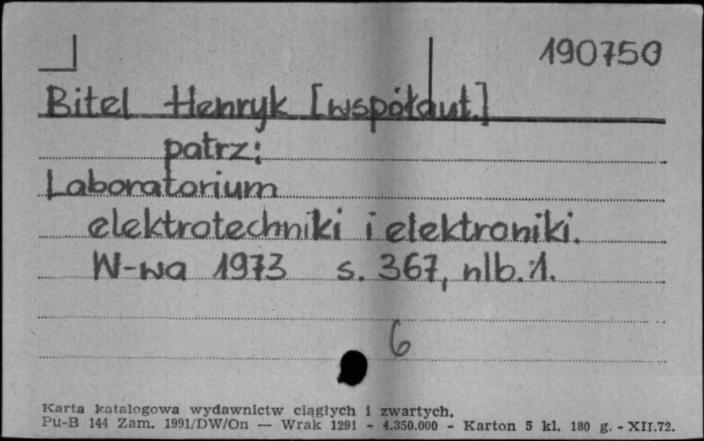 190750
Bitel Henryk [współaut.]
patrz:
Laboratorium
elektrotechniki i elektroniki.
W-wa 1973 s. 367, nlb. 1.
6
Karta katalogowa wydawnictw ciągłych i zwartych.
Pu-B 144 Zam. 1991/DW/On — Wrak 1291 - 4.350.000 - Karton 5 kl. 180 g. - XII.72.